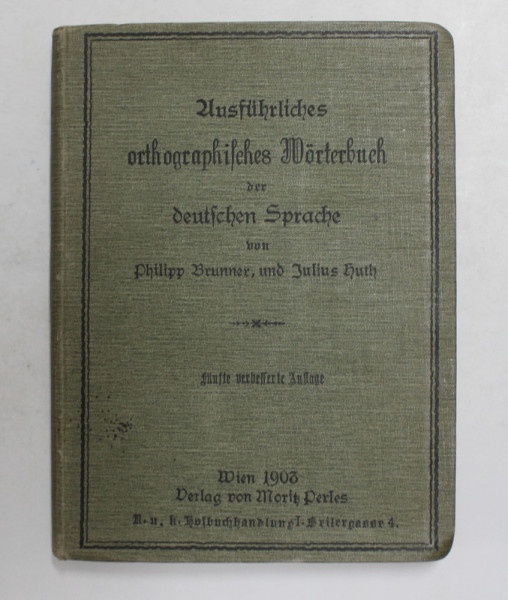 Ausführliches
orthographiſches Wörterbuch
der
deutſchen Sprache
von
Philipp Brunner, und Julius Huth
Fünfte verbeſſerte Auflage
Wien 1903
Verlag von Moritz Perles
K. u. k. Hofbuchhandlung I. Seilergasse 4.